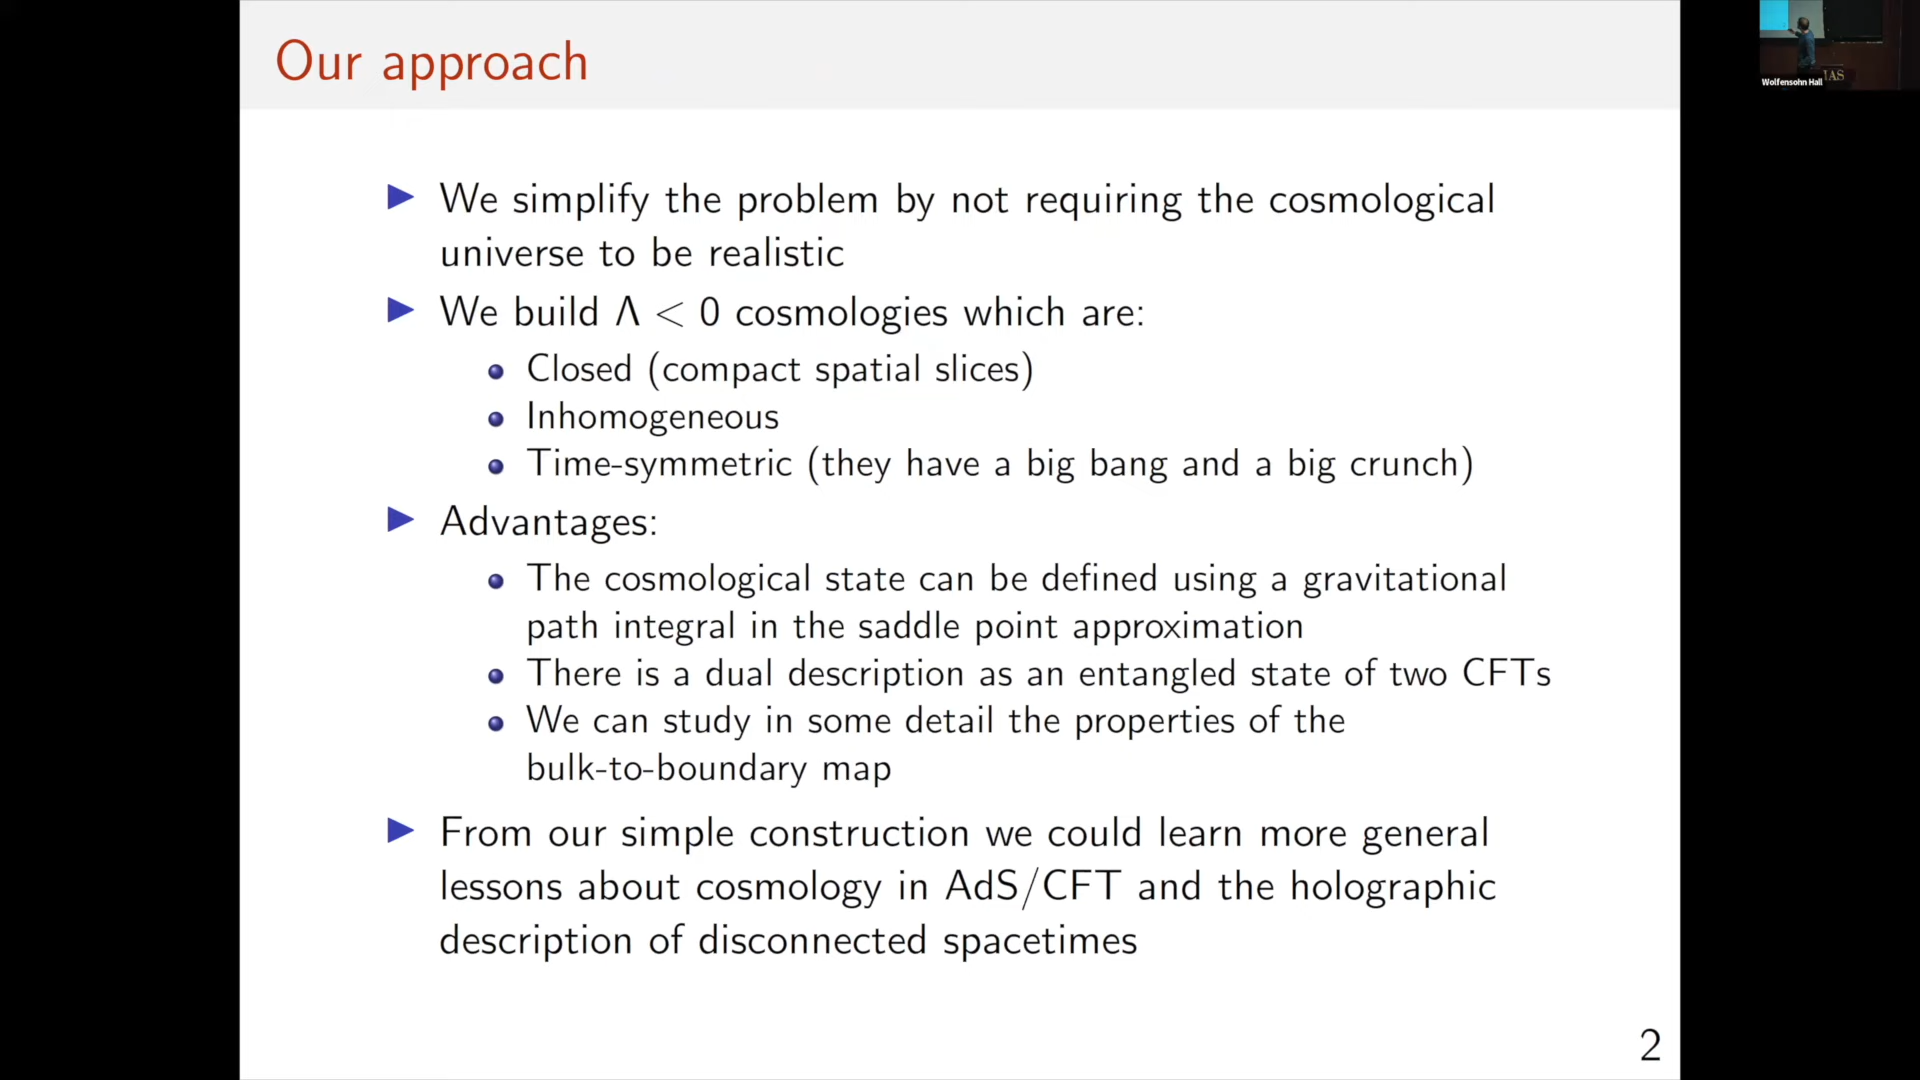 Our approach
We simplify the problem by not requiring the cosmological
universe to be realistic
We build Λ < 0 cosmologies which are:
Closed (compact spatial slices)
Inhomogeneous
Time-symmetric (they have a big bang and a big crunch)
Advantages:
The cosmological state can be defined using a gravitational
path integral in the saddle point approximation
There is a dual description as an entangled state of two CFTs
We can study in some detail the properties of the
bulk-to-boundary map
From our simple construction we could learn more general
lessons about cosmology in AdS/CFT and the holographic
description of disconnected spacetimes
2
IAS
Wolfensohn Hall